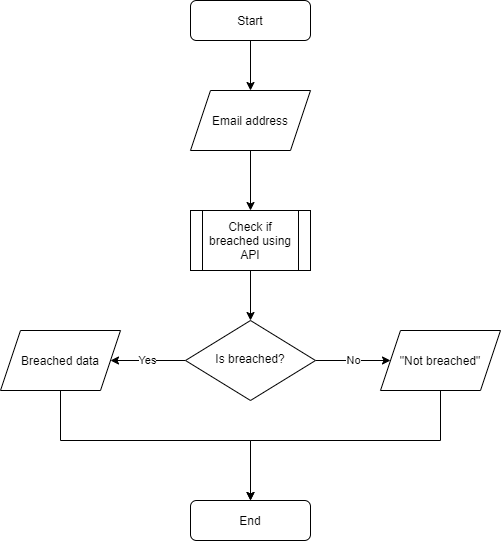 Start
Email address
Check if
breached using
API
Is breached?
Breached data
Yes
No
"Not breached"
End